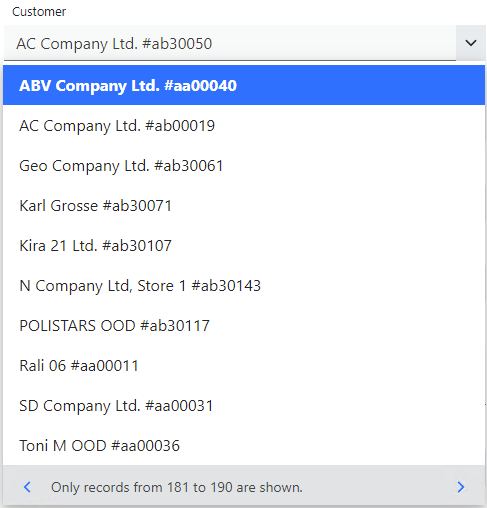 Customer
AC Company Ltd. #ab30050
ABV Company Ltd. #aa00040
AC Company Ltd. #ab00019
Geo Company Ltd. #ab30061
Karl Grosse #ab30071
Kira 21 Ltd. #ab30107
N Company Ltd, Store 1 #ab30143
POLISTARS OOD #ab30117
Rali 06 #aa00011
SD Company Ltd. #aa00031
Toni M OOD #aa00036
Only records from 181 to 190 are shown.